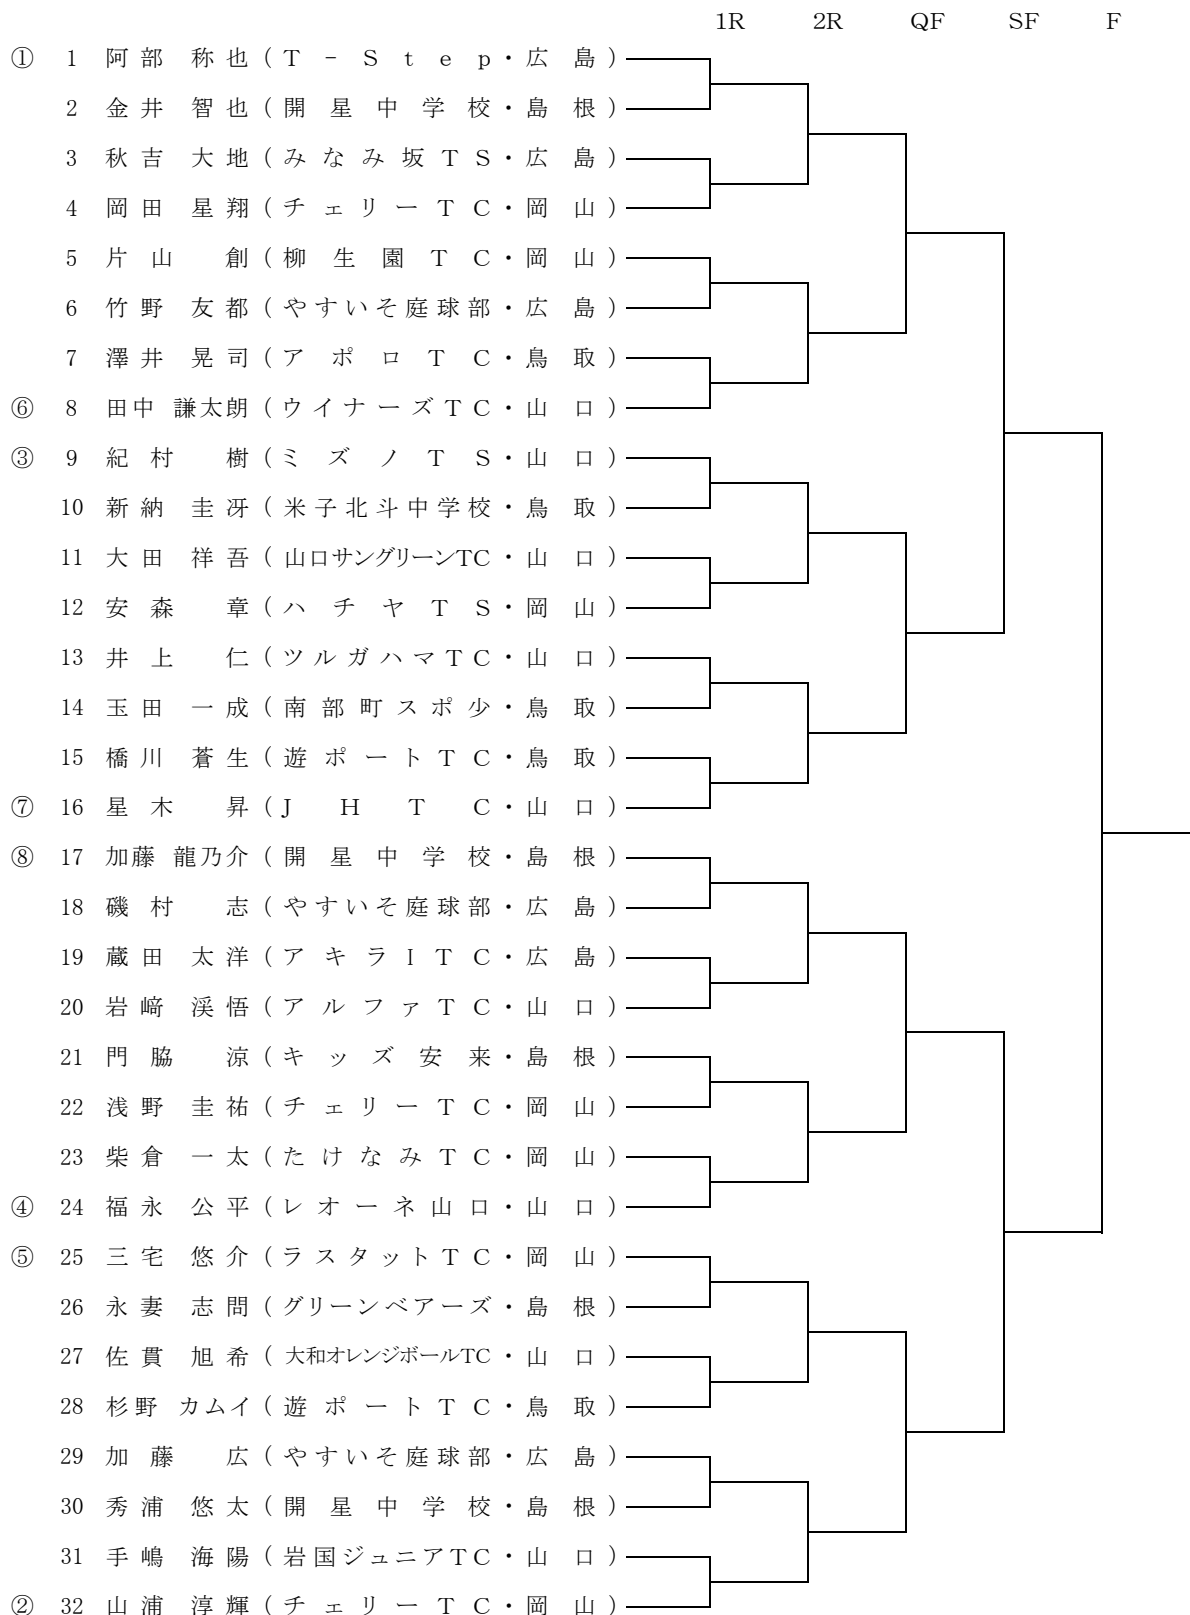 1R 2R QF SF F
① 1 阿部 称也(T-Step・広島)
2 金井 智也(開星中学校・島根)
3 秋吉 大地(みなみ坂TS・広島)
4 岡田 星翔(チェリーTC・岡山)
5 片山 創(柳生園TC・岡山)
6 竹野 友都(やすいそ庭球部・広島)
7 澤井 晃司(アポロTC・鳥取)
⑥ 8 田中 謙太朗(ウイナーズTC・山口)
③ 9 紀村 樹(ミズノTS・山口)
10 新納 圭冴(米子北斗中学校・鳥取)
11 大田 祥吾(山口サングリーンTC・山口)
12 安森 章(ハチヤTS・岡山)
13 井上 仁(ツルガハマTC・山口)
14 玉田 一成(南部町スポ少・鳥取)
15 橋川 蒼生(遊ポートTC・鳥取)
⑦ 16 星木 昇(JHTC・山口)
⑧ 17 加藤 龍乃介(開星中学校・島根)
18 磯村 志(やすいそ庭球部・広島)
19 蔵田 太洋(アキラITC・広島)
20 岩﨑 渓悟(アルファTC・山口)
21 門脇 涼(キッズ安来・島根)
22 浅野 圭祐(チェリーTC・岡山)
23 柴倉 一太(たけなみTC・岡山)
④ 24 福永 公平(レオーネ山口・山口)
⑤ 25 三宅 悠介(ラスタットTC・岡山)
26 永妻 志問(グリーンベアーズ・島根)
27 佐貫 旭希(大和オレンジボールTC・山口)
28 杉野 カムイ(遊ポートTC・鳥取)
29 加藤 広(やすいそ庭球部・広島)
30 秀浦 悠太(開星中学校・島根)
31 手嶋 海陽(岩国ジュニアTC・山口)
② 32 山浦 淳輝(チェリーTC・岡山)